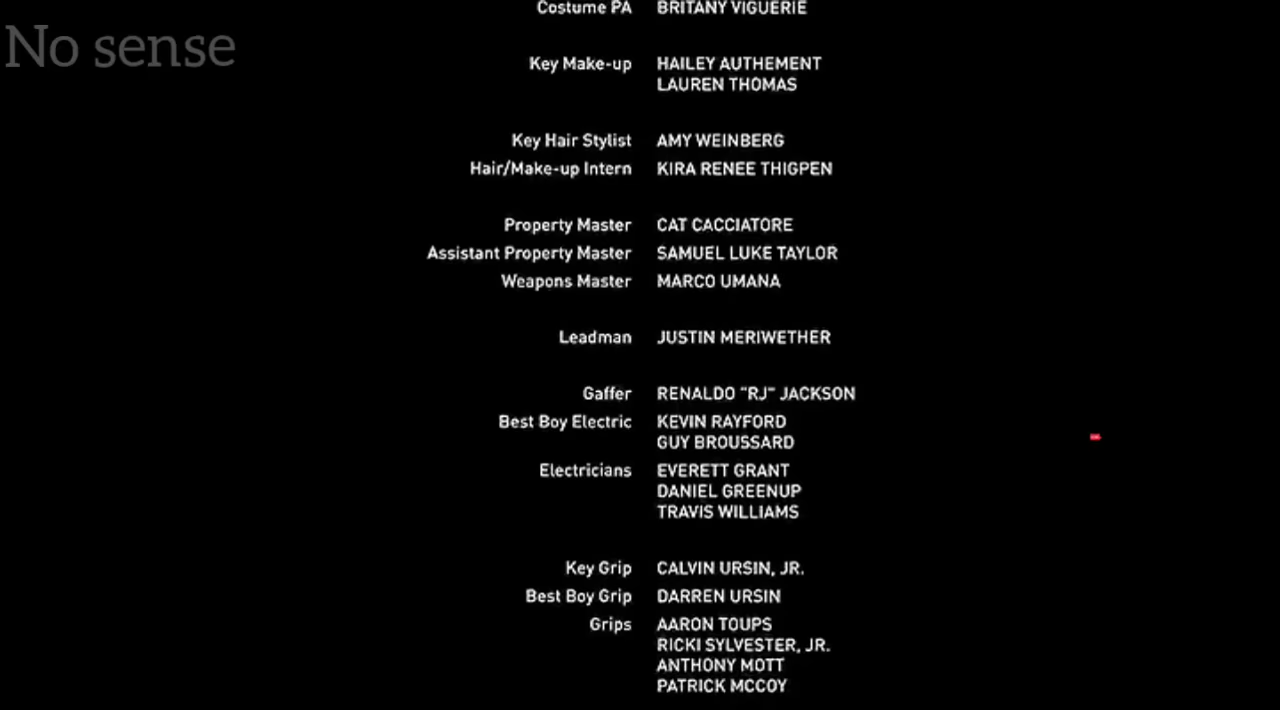 Costume PA BRITANY VIGUERIE
No sense
Key Make-up HAILEY AUTHEMENT
LAUREN THOMAS
Key Hair Stylist AMY WEINBERG
Hair/Make-up Intern KIRA RENEE THIGPEN
Property Master CAT CACCIATORE
Assistant Property Master SAMUEL LUKE TAYLOR
Weapons Master MARCO UMANA
Leadman JUSTIN MERIWETHER
Gaffer RENALDO "RJ" JACKSON
Best Boy Electric KEVIN RAYFORD
GUY BROUSSARD
Electricians EVERETT GRANT
DANIEL GREENUP
TRAVIS WILLIAMS
Key Grip CALVIN URSIN, JR.
Best Boy Grip DARREN URSIN
Grips AARON TOUPS
RICKI SYLVESTER, JR.
ANTHONY MOTT
PATRICK MCCOY